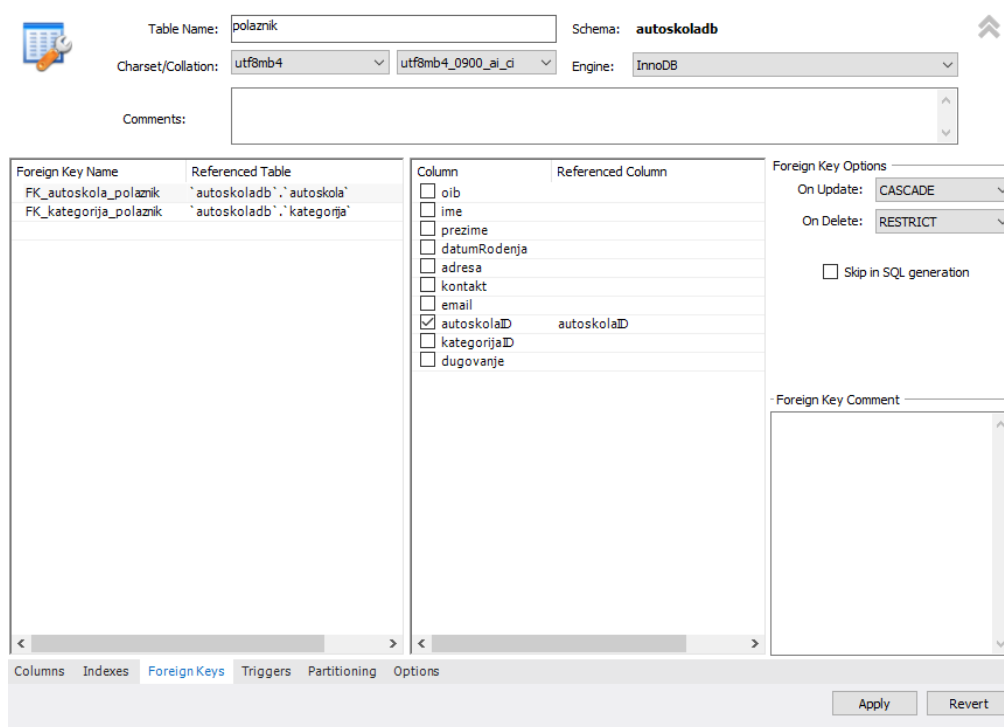 Table Name: polaznik Schema: autoskoladb
Charset/Collation: utf8mb4 utf8mb4_0900_ai_ci Engine: InnoDB
Comments:
Foreign Key Name Referenced Table
FK_autoskola_polaznik `autoskoladb`.`autoskola`
FK_kategorija_polaznik `autoskoladb`.`kategorija`
Column Referenced Column
oib
ime
prezime
datumRodenja
adresa
kontakt
email
autoskolaID autoskolaID
kategorijaID
dugovanje
Foreign Key Options
On Update: CASCADE
On Delete: RESTRICT
Skip in SQL generation
Foreign Key Comment
Columns Indexes Foreign Keys Triggers Partitioning Options
Apply Revert